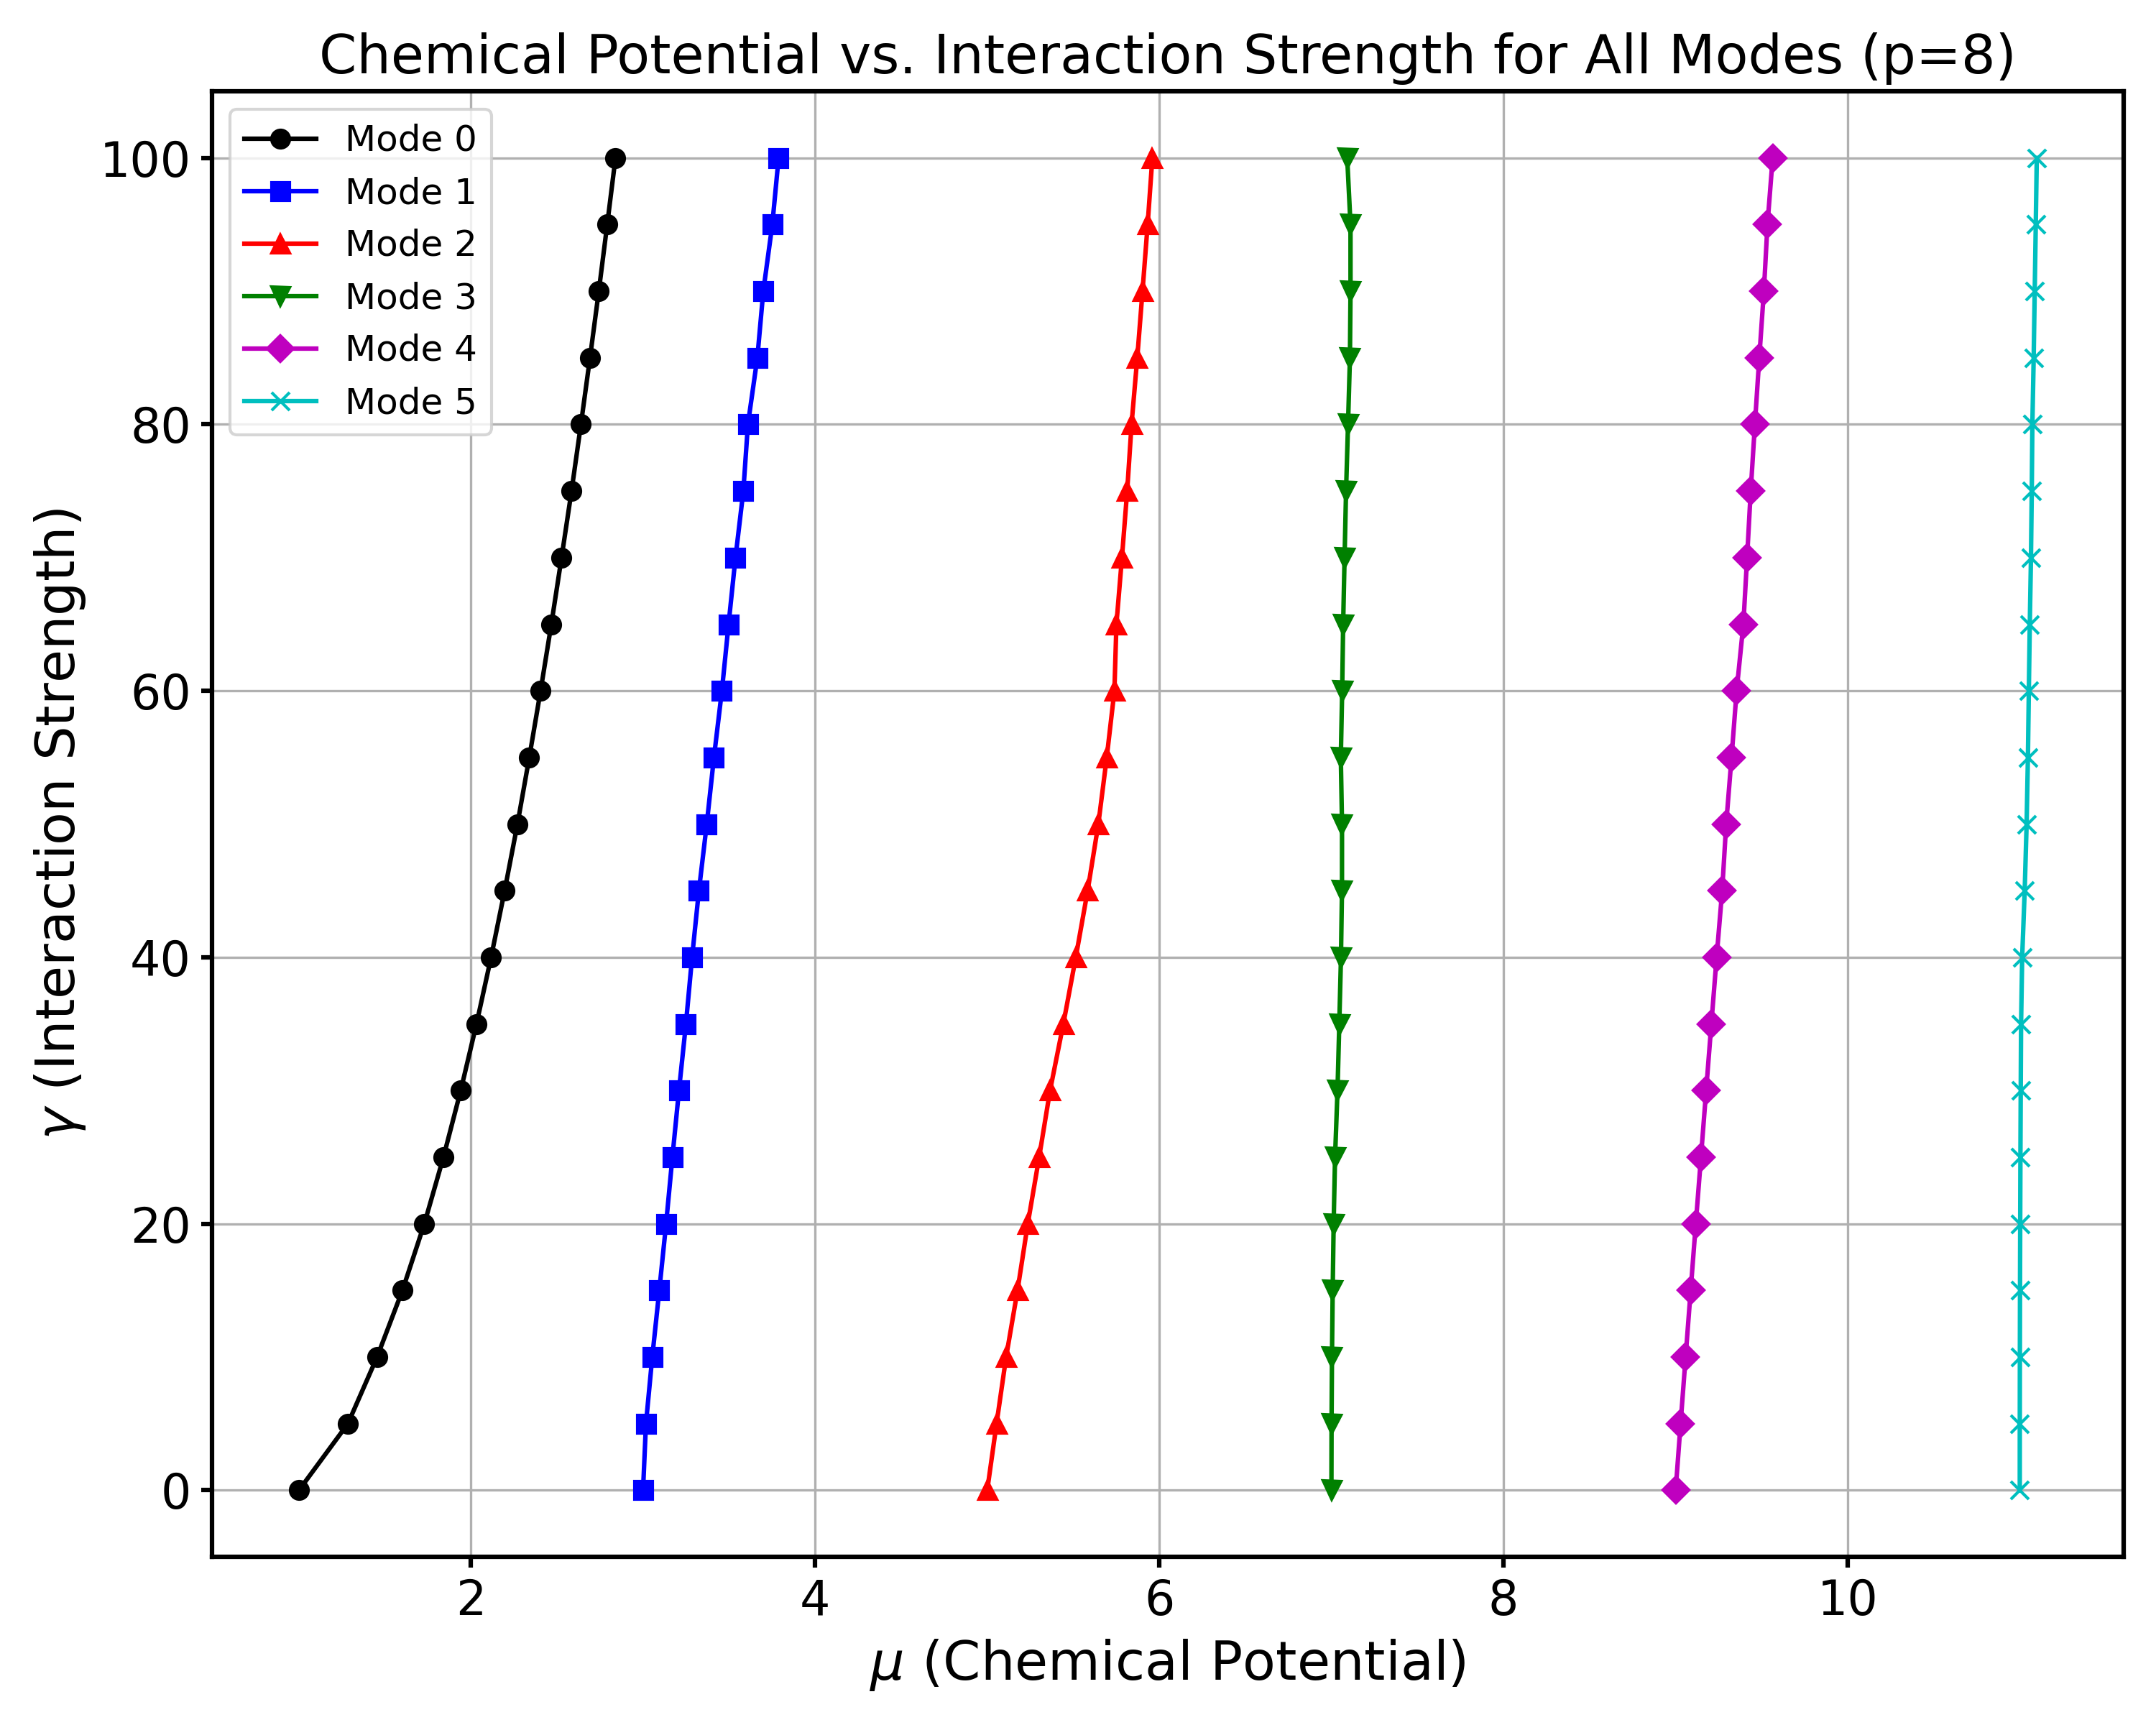 Chemical Potential vs. Interaction Strength for All Modes (p=8)
Mode 0
Mode 1
Mode 2
Mode 3
Mode 4
Mode 5
γ (Interaction Strength)
100
80
60
40
20
0
2 4 6 8 10
μ (Chemical Potential)